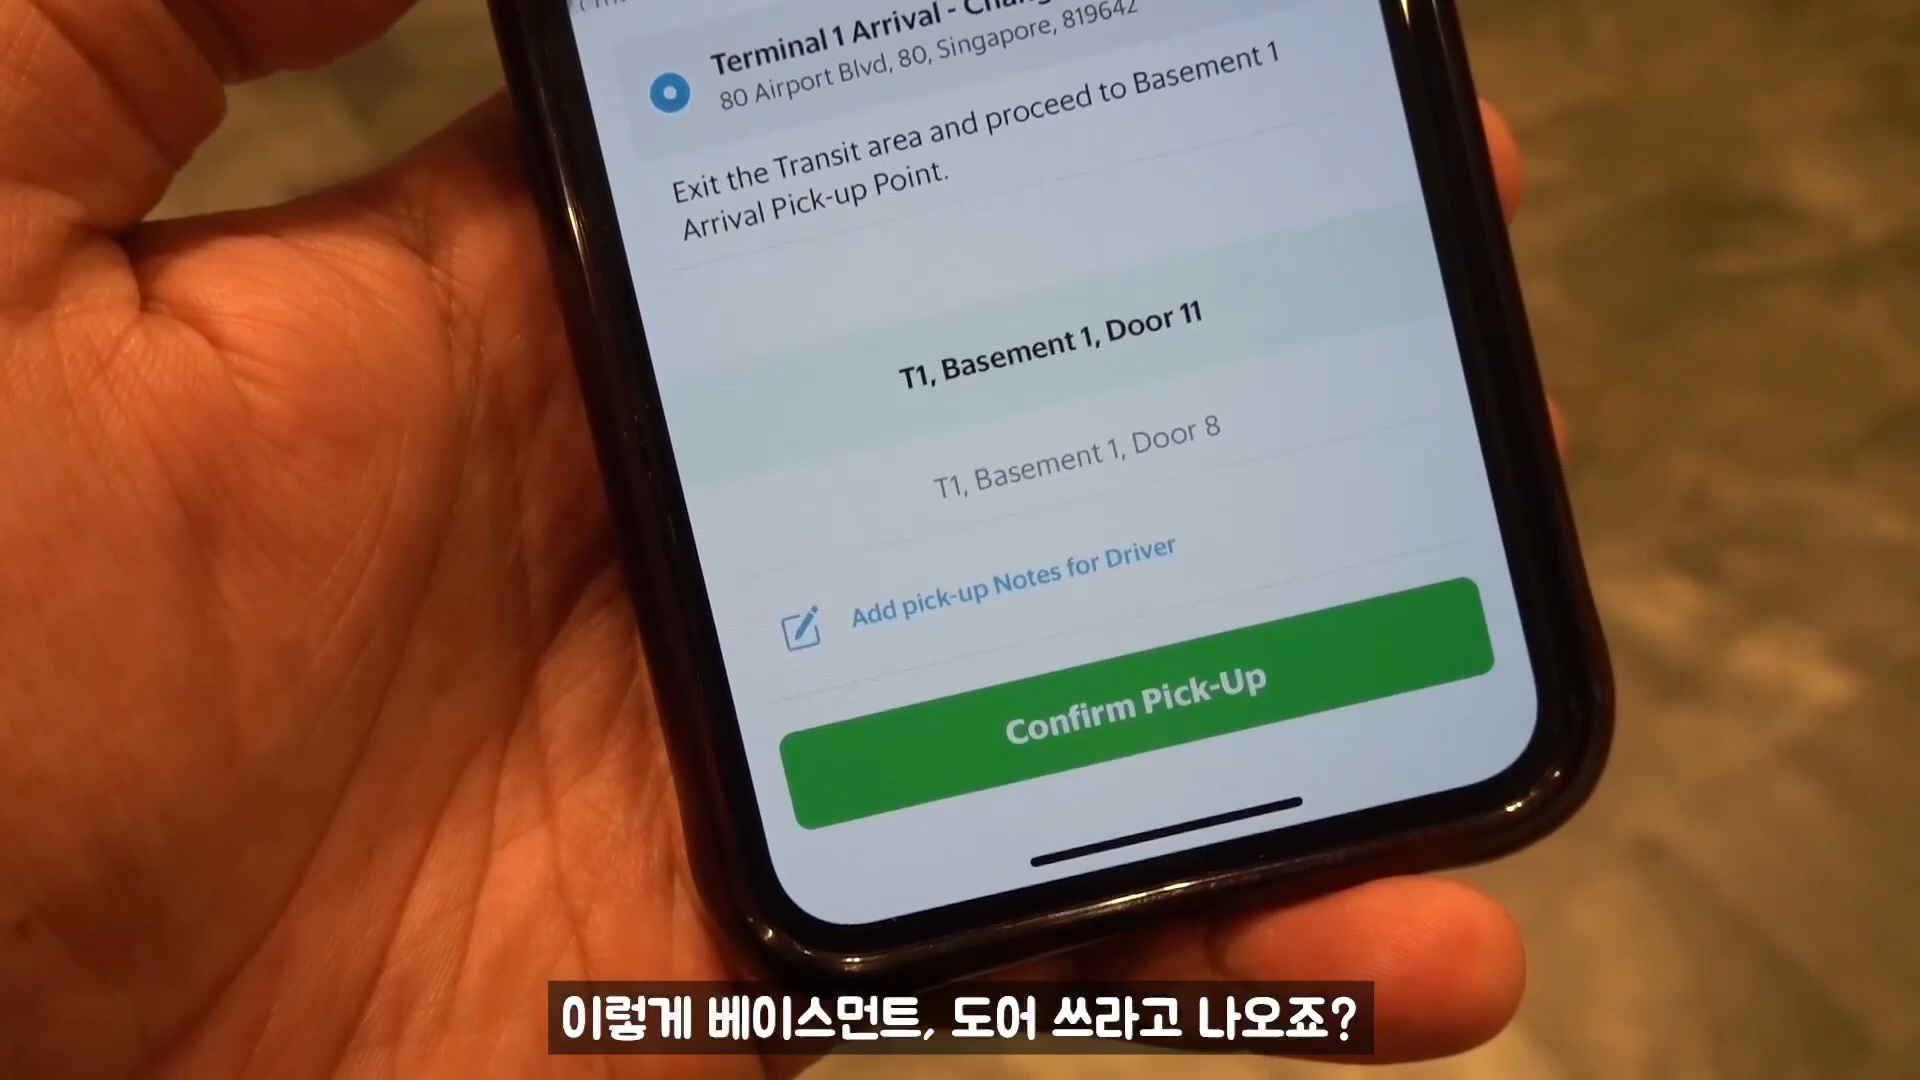 Terminal 1 Arrival -
80 Airport Blvd, 80, Singapore, 819642
Exit the Transit area and proceed to Basement 1
Arrival Pick-up Point.
T1, Basement 1, Door 11
T1, Basement 1, Door 8
Add pick-up Notes for Driver
Confirm Pick-Up
이렇게 베이스먼트, 도어 쓰라고 나오죠?